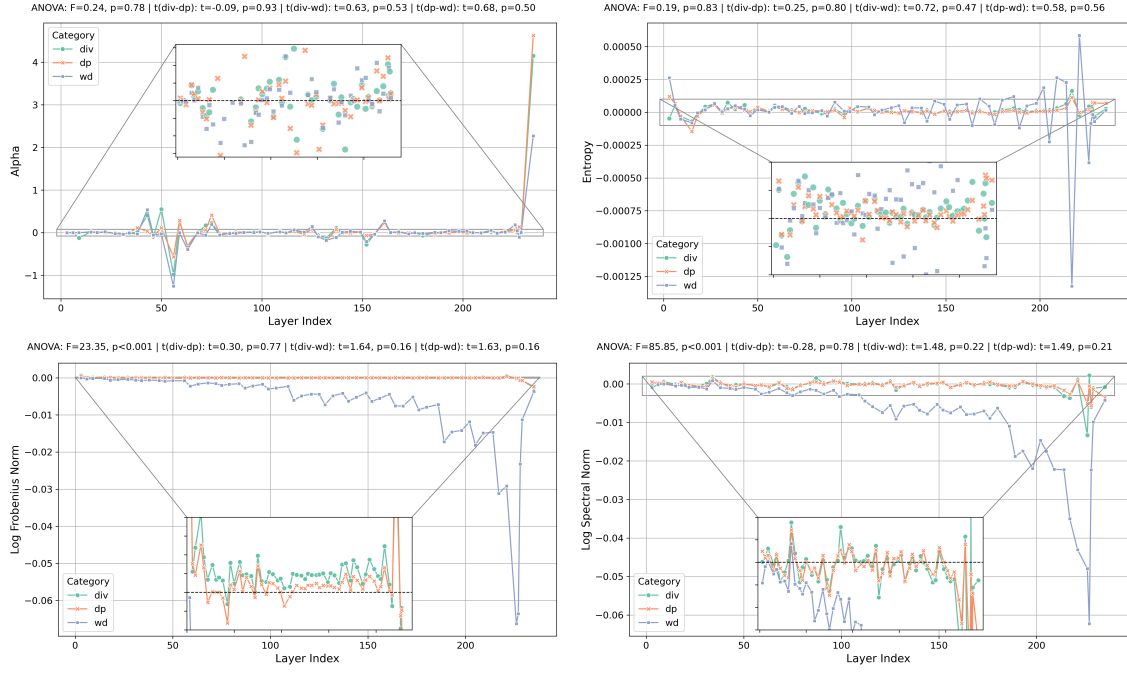 ANOVA: F=0.24, p=0.78 | t(div-dp): t=-0.09, p=0.93 | t(div-wd): t=0.63, p=0.53 | t(dp-wd): t=0.68, p=0.50
Category
div
dp
wd
4
3
2
1
0
−1
Alpha
0
50
100
150
200
Layer Index
ANOVA: F=0.19, p=0.83 | t(div-dp): t=0.25, p=0.80 | t(div-wd): t=0.72, p=0.47 | t(dp-wd): t=0.58, p=0.56
0.00050
0.00025
0.00000
−0.00025
−0.00050
−0.00075
−0.00100
−0.00125
Entropy
Category
div
dp
wd
0
50
100
150
200
Layer Index
ANOVA: F=23.35, p<0.001 | t(div-dp): t=0.30, p=0.77 | t(div-wd): t=1.64, p=0.16 | t(dp-wd): t=1.63, p=0.16
0.00
−0.01
−0.02
−0.03
−0.04
−0.05
−0.06
Log Frobenius Norm
Category
div
dp
wd
0
50
100
150
200
Layer Index
ANOVA: F=85.85, p<0.001 | t(div-dp): t=-0.28, p=0.78 | t(div-wd): t=1.48, p=0.22 | t(dp-wd): t=1.49, p=0.21
0.00
−0.01
−0.02
−0.03
−0.04
−0.05
−0.06
Log Spectral Norm
Category
div
dp
wd
0
50
100
150
200
Layer Index